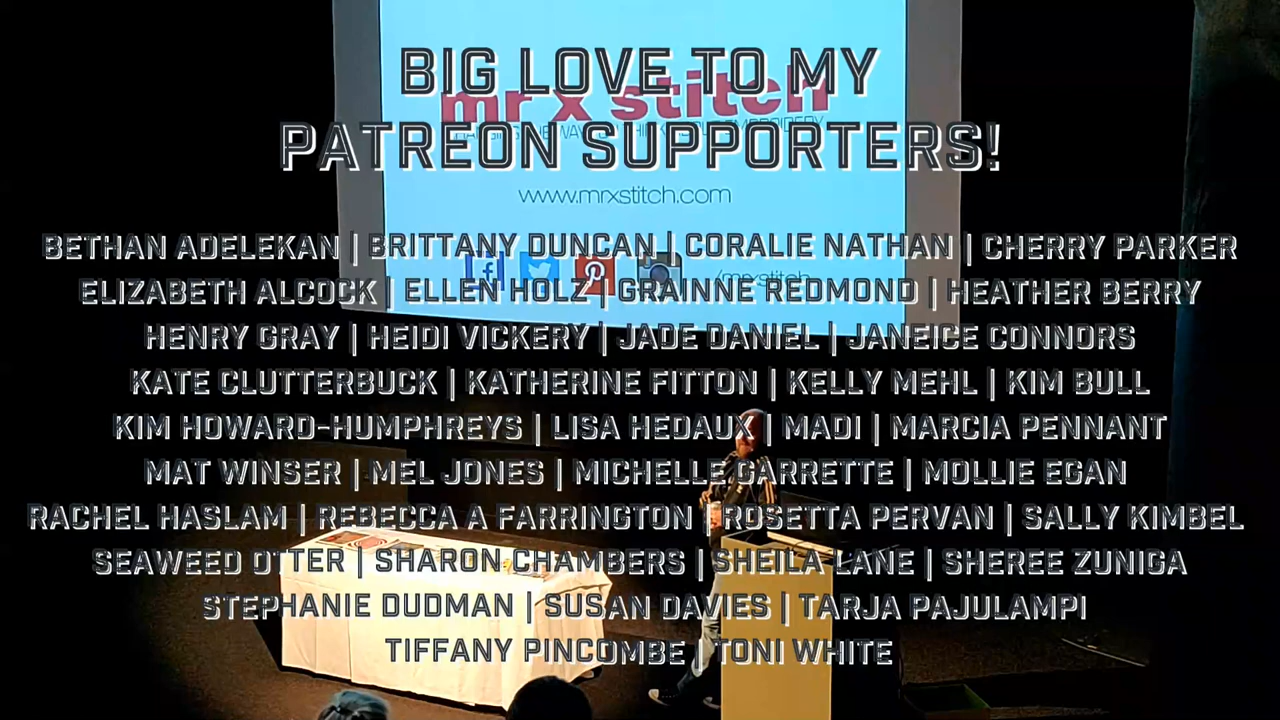 BIG LOVE TO MY
PATREON SUPPORTERS!
mr x stitch
www.mrxstitch.com
/mrxstitch
BETHAN ADELEKAN | BRITTANY DUNCAN | CORALIE NATHAN | CHERRY PARKER
ELIZABETH ALCOCK | ELLEN HOLZ | GRAINNE REDMOND | HEATHER BERRY
HENRY GRAY | HEIDI VICKERY | JADE DANIEL | JANEICE CONNORS
KATE CLUTTERBUCK | KATHERINE FITTON | KELLY MEHL | KIM BULL
KIM HOWARD-HUMPHREYS | LISA HEDAUX | MADI | MARCIA PENNANT
MAT WINSER | MEL JONES | MICHELLE GARRETTE | MOLLIE EGAN
RACHEL HASLAM | REBECCA A FARRINGTON | ROSETTA PERVAN | SALLY KIMBEL
SEAWEED OTTER | SHARON CHAMBERS | SHEILA LANE | SHEREE ZUNIGA
STEPHANIE DUDMAN | SUSAN DAVIES | TARJA PAJULAMPI
TIFFANY PINCOMBE | TONI WHITE